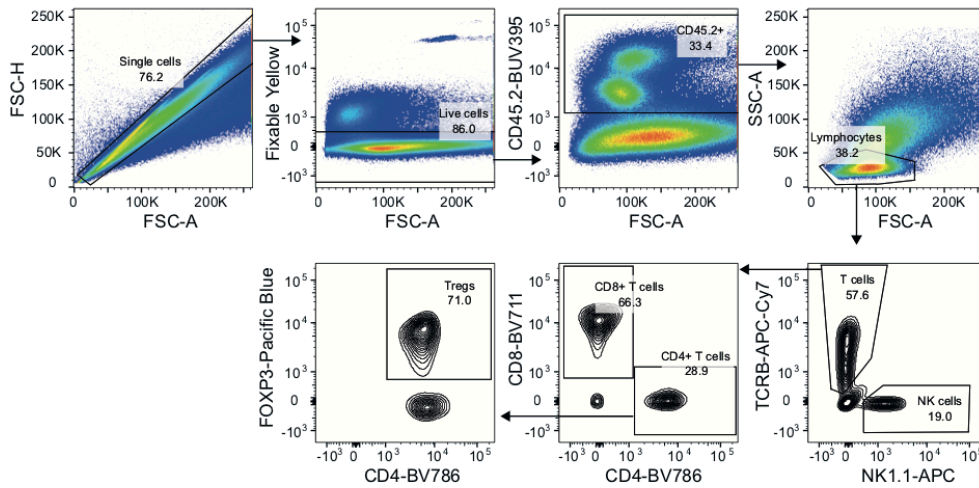 250K
200K
150K
100K
50K
0
FSC-H
Single cells
76.2
0
100K
200K
FSC-A
10^5
10^4
10^3
0
-10^3
Fixable Yellow
Live cells
86.0
0
100K
200K
FSC-A
10^5
10^4
10^3
0
-10^3
CD45.2-BUV395
CD45.2+
33.4
0
100K
200K
FSC-A
250K
200K
150K
100K
50K
0
SSC-A
Lymphocytes
38.2
0
100K
200K
FSC-A
10^5
10^4
10^3
0
-10^3
FOXP3-Pacific Blue
Tregs
71.0
-10^3
0
10^3
10^4
10^5
CD4-BV786
10^5
10^4
10^3
0
-10^3
CD8-BV711
CD8+ T cells
66.3
CD4+ T cells
28.9
-10^3
0
10^3
10^4
10^5
CD4-BV786
10^5
10^4
10^3
0
-10^3
TCRB-APC-Cy7
T cells
57.6
NK cells
19.0
-10^3
0
10^3
10^4
10^5
NK1.1-APC